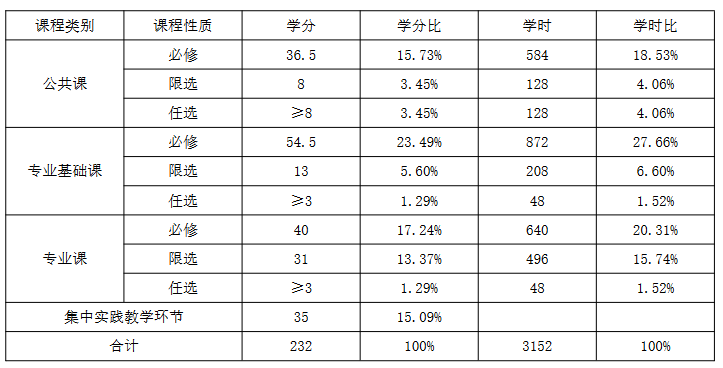 课程类别 课程性质 学分 学分比 学时 学时比
公共课 必修 36.5 15.73% 584 18.53%
限选 8 3.45% 128 4.06%
任选 ≥8 3.45% 128 4.06%
专业基础课 必修 54.5 23.49% 872 27.66%
限选 13 5.60% 208 6.60%
任选 ≥3 1.29% 48 1.52%
专业课 必修 40 17.24% 640 20.31%
限选 31 13.37% 496 15.74%
任选 ≥3 1.29% 48 1.52%
集中实践教学环节 35 15.09%
合计 232 100% 3152 100%